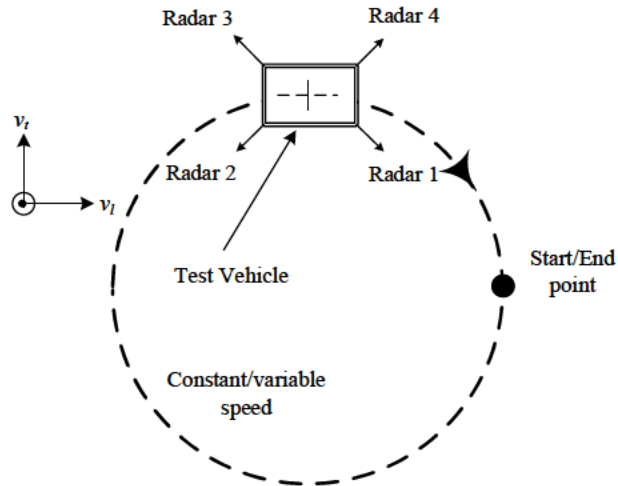 Radar 3
Radar 4
v_t
Radar 2
Radar 1
v_l
Test Vehicle
Start/End
point
Constant/variable
speed